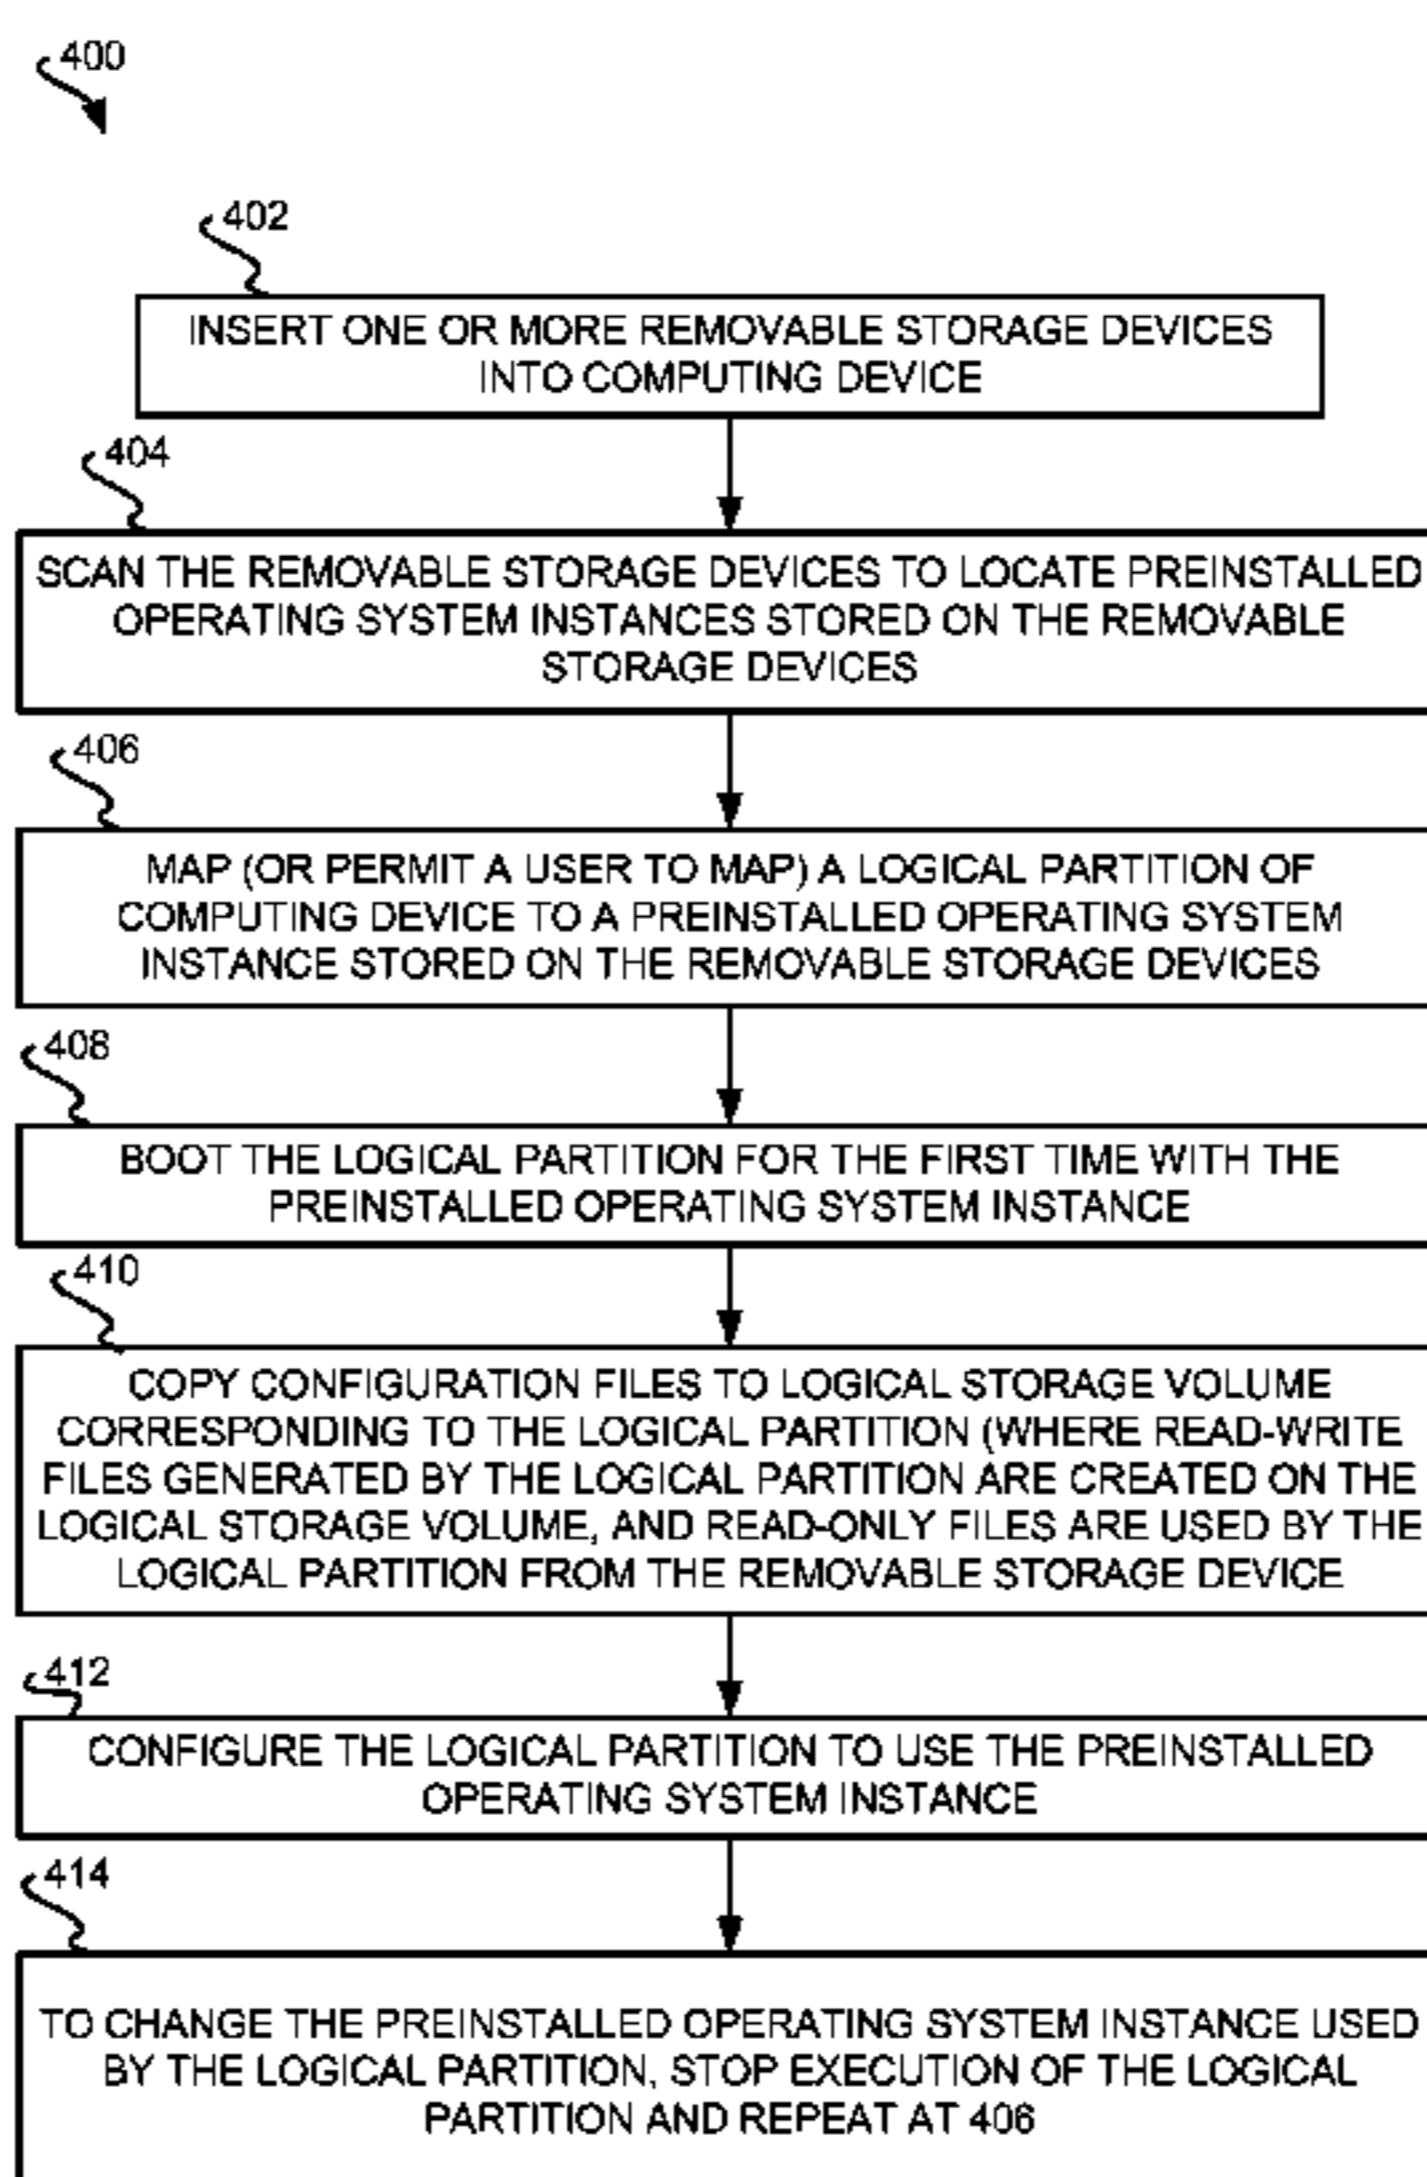 400
402
INSERT ONE OR MORE REMOVABLE STORAGE DEVICES
INTO COMPUTING DEVICE
404
SCAN THE REMOVABLE STORAGE DEVICES TO LOCATE PREINSTALLED
OPERATING SYSTEM INSTANCES STORED ON THE REMOVABLE
STORAGE DEVICES
406
MAP (OR PERMIT A USER TO MAP) A LOGICAL PARTITION OF
COMPUTING DEVICE TO A PREINSTALLED OPERATING SYSTEM
INSTANCE STORED ON THE REMOVABLE STORAGE DEVICES
408
BOOT THE LOGICAL PARTITION FOR THE FIRST TIME WITH THE
PREINSTALLED OPERATING SYSTEM INSTANCE
410
COPY CONFIGURATION FILES TO LOGICAL STORAGE VOLUME
CORRESPONDING TO THE LOGICAL PARTITION (WHERE READ-WRITE
FILES GENERATED BY THE LOGICAL PARTITION ARE CREATED ON THE
LOGICAL STORAGE VOLUME, AND READ-ONLY FILES ARE USED BY THE
LOGICAL PARTITION FROM THE REMOVABLE STORAGE DEVICE
412
CONFIGURE THE LOGICAL PARTITION TO USE THE PREINSTALLED
OPERATING SYSTEM INSTANCE
414
TO CHANGE THE PREINSTALLED OPERATING SYSTEM INSTANCE USED
BY THE LOGICAL PARTITION, STOP EXECUTION OF THE LOGICAL
PARTITION AND REPEAT AT 406